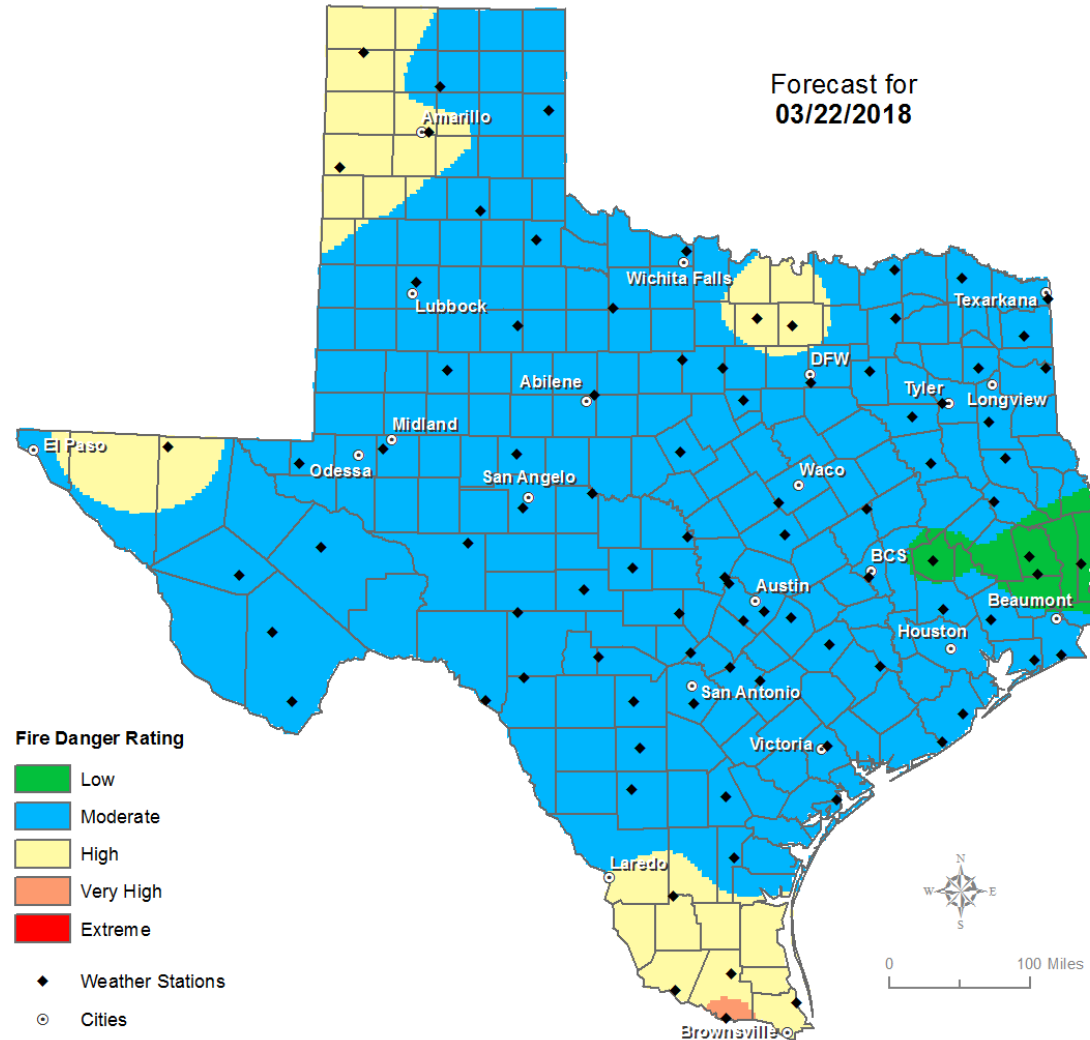 Forecast for
03/22/2018
Amarillo
Wichita Falls
Lubbock
Texarkana
DFW
Abilene
Tyler
Longview
Midland
El Paso
Odessa
San Angelo
Waco
BCS
Austin
Beaumont
Houston
San Antonio
Victoria
Laredo
Brownsville
Fire Danger Rating
Low
Moderate
High
Very High
Extreme
Weather Stations
Cities
N
W E
S
0 100 Miles